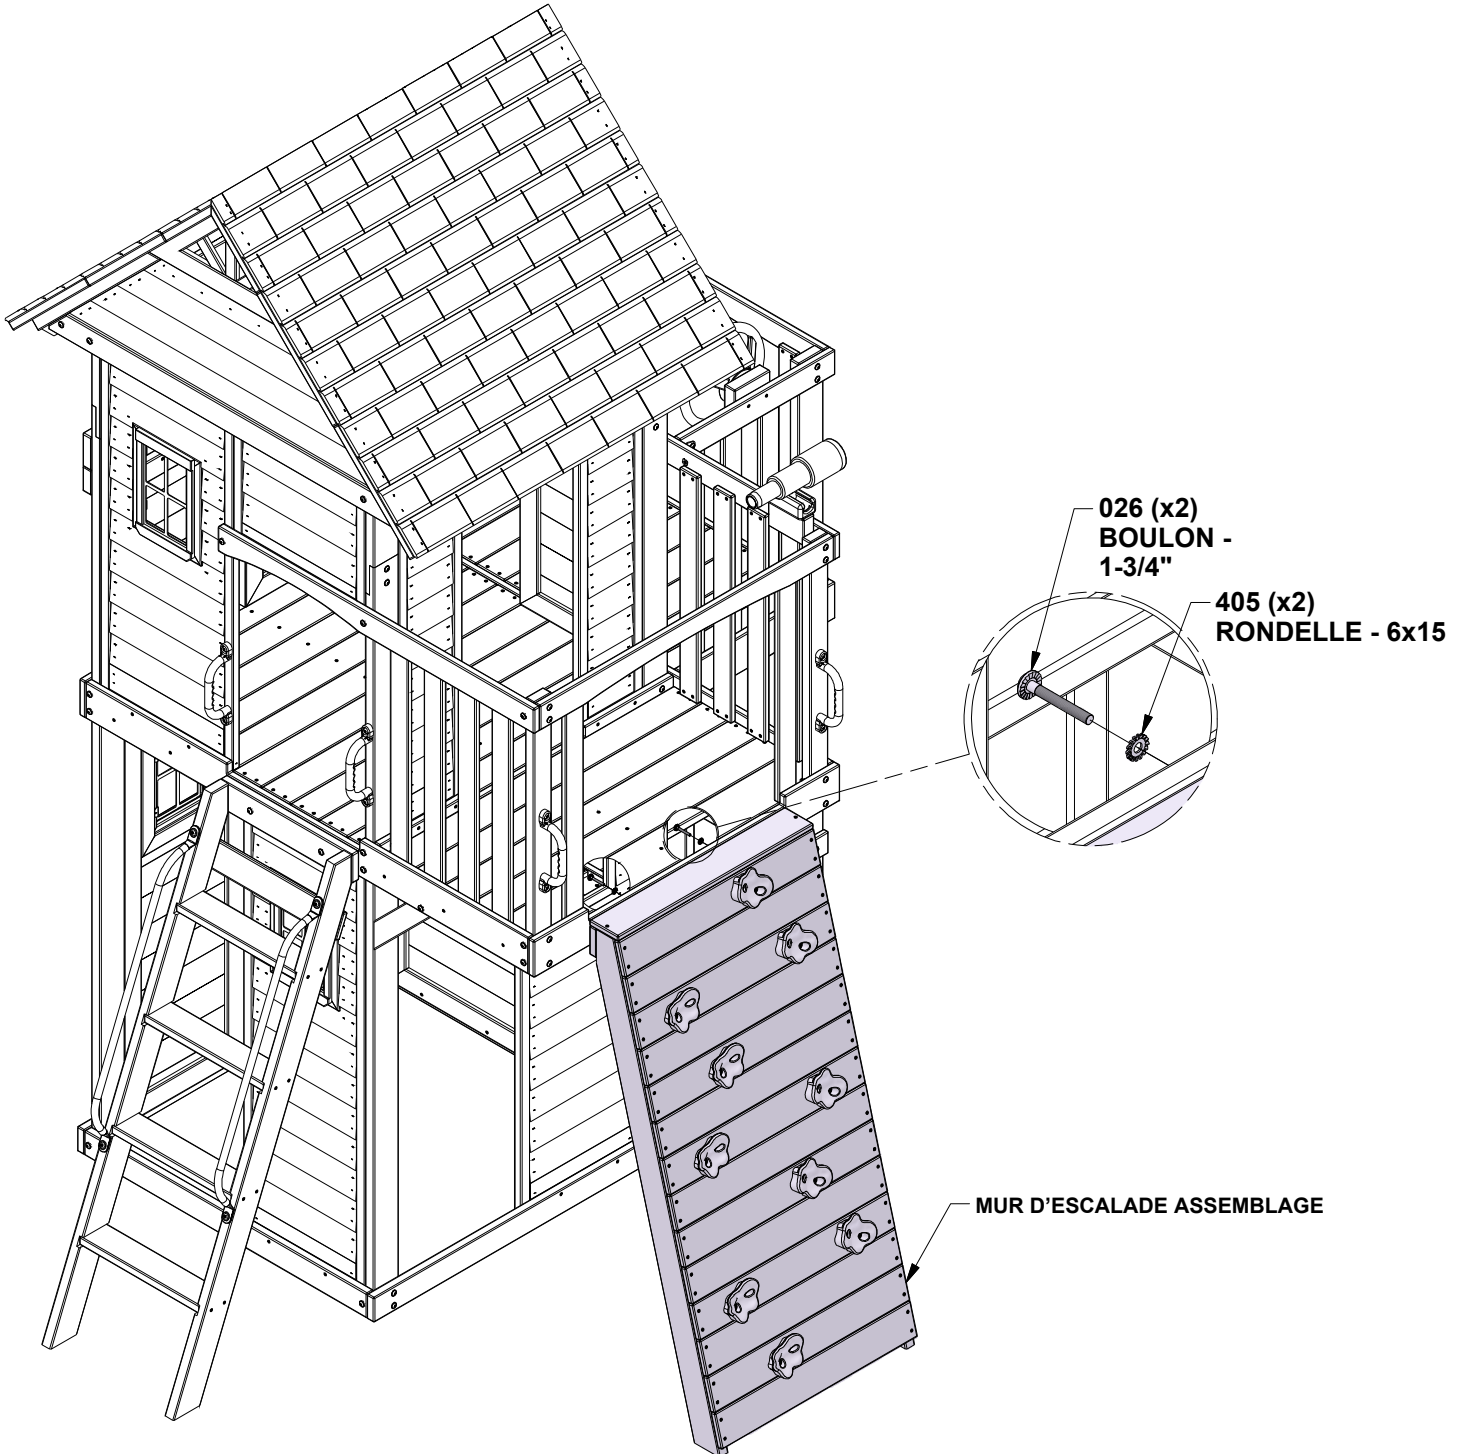 026 (x2)
BOULON -
1-3/4"
405 (x2)
RONDELLE - 6x15
MUR D'ESCALADE ASSEMBLAGE